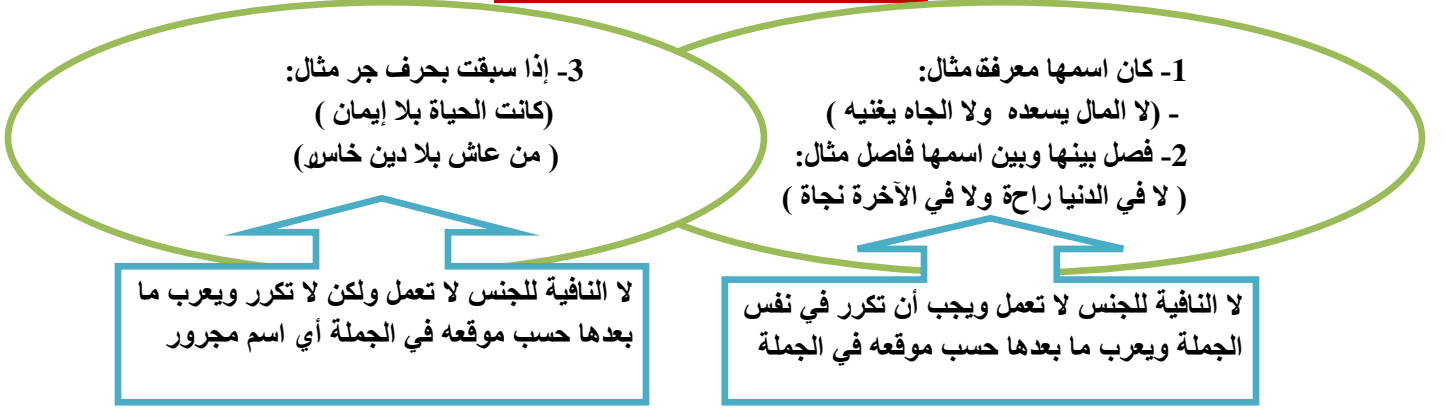 1- كان اسمها معرفة مثال:
- (لا المال يسعده ولا الجاه يغنيه )
2- فصل بينها وبين اسمها فاصل مثال:
( لا في الدنيا راحة ولا في الآخرة نجاة )
لا النافية للجنس لا تعمل ويجب أن تكرر في نفس
الجملة ويعرب ما بعدها حسب موقعه في الجملة
3- إذا سبقت بحرف جر مثال:
(كانت الحياة بلا إيمان )
( من عاش بلا دين خاسر)
لا النافية للجنس لا تعمل ولكن لا تكرر ويعرب ما
بعدها حسب موقعه في الجملة أي اسم مجرور